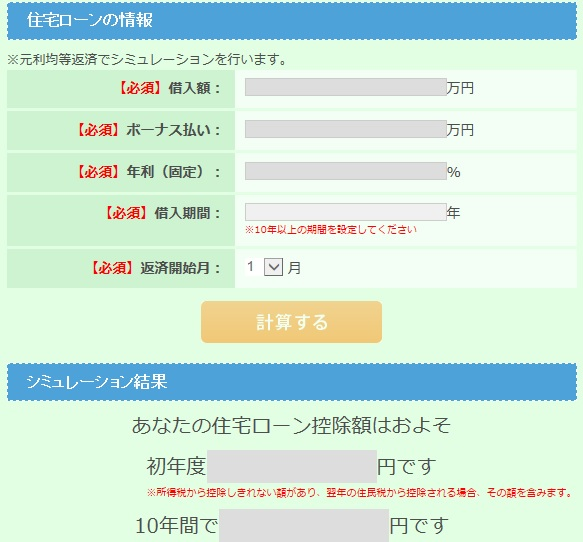 住宅ローンの情報
※元利均等返済でシミュレーションを行います。
【必須】借入額： 万円
【必須】ボーナス払い： 万円
【必須】年利（固定）： %
【必須】借入期間： 年
※10年以上の期間を設定してください
【必須】返済開始月： 1 月
計算する
シミュレーション結果
あなたの住宅ローン控除額はおよそ
初年度 円です
※所得税から控除しきれない額があり、翌年の住民税から控除される場合、その額を含みます。
10年間で 円です